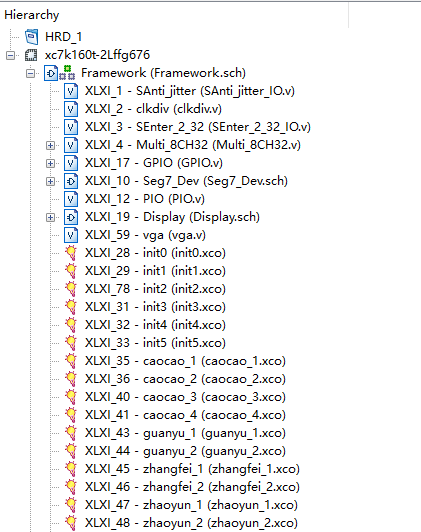 Hierarchy
HRD_1
xc7k160t-2Lffg676
Framework (Framework.sch)
XLXI_1 - SAnti_jitter (SAnti_jitter_IO.v)
XLXI_2 - clkdiv (clkdiv.v)
XLXI_3 - SEnter_2_32 (SEnter_2_32_IO.v)
XLXI_4 - Multi_8CH32 (Multi_8CH32.v)
XLXI_17 - GPIO (GPIO.v)
XLXI_10 - Seg7_Dev (Seg7_Dev.sch)
XLXI_12 - PIO (PIO.v)
XLXI_19 - Display (Display.sch)
XLXI_59 - vga (vga.v)
XLXI_28 - init0 (init0.xco)
XLXI_29 - init1 (init1.xco)
XLXI_78 - init2 (init2.xco)
XLXI_31 - init3 (init3.xco)
XLXI_32 - init4 (init4.xco)
XLXI_33 - init5 (init5.xco)
XLXI_35 - caocao_1 (caocao_1.xco)
XLXI_36 - caocao_2 (caocao_2.xco)
XLXI_40 - caocao_3 (caocao_3.xco)
XLXI_41 - caocao_4 (caocao_4.xco)
XLXI_43 - guanyu_1 (guanyu_1.xco)
XLXI_44 - guanyu_2 (guanyu_2.xco)
XLXI_45 - zhangfei_1 (zhangfei_1.xco)
XLXI_46 - zhangfei_2 (zhangfei_2.xco)
XLXI_47 - zhaoyun_1 (zhaoyun_1.xco)
XLXI_48 - zhaoyun_2 (zhaoyun_2.xco)